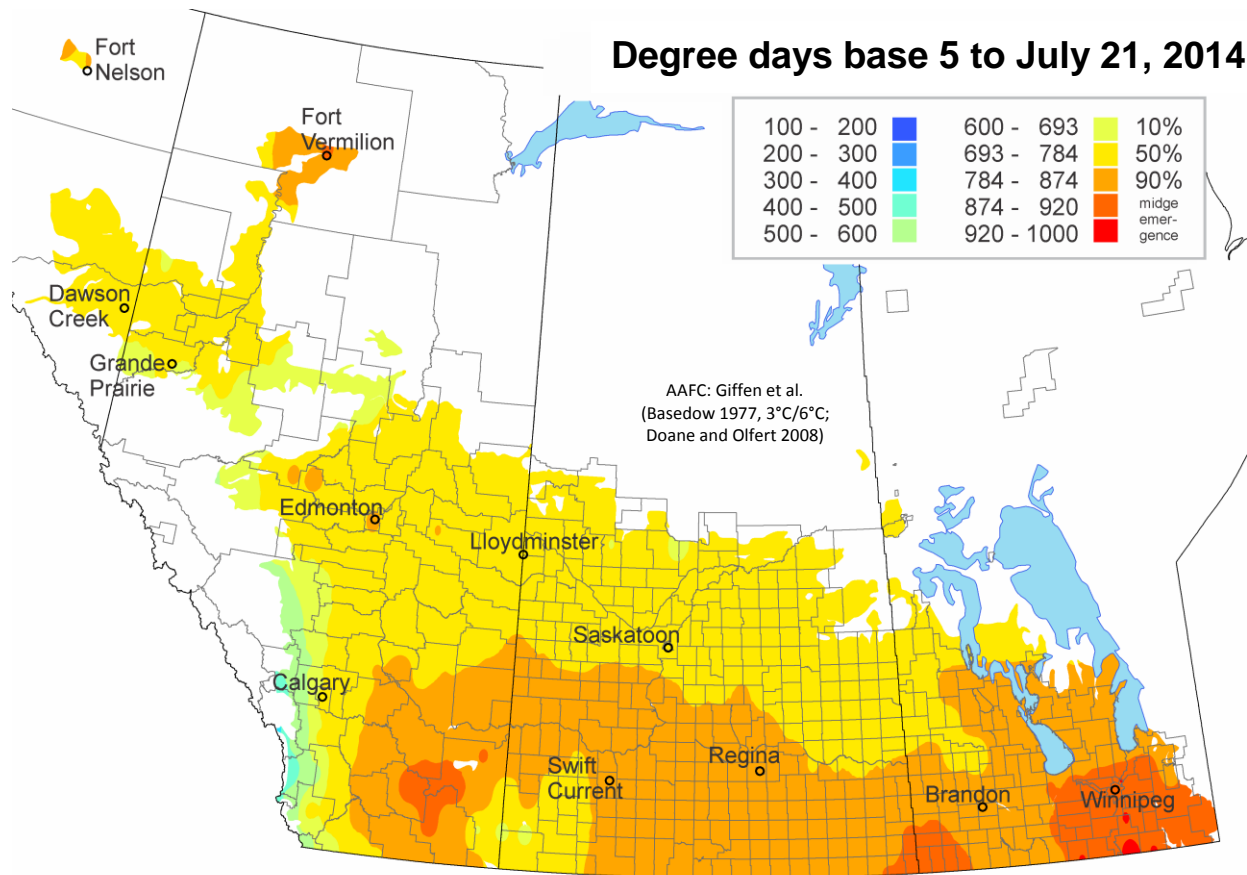 Degree days base 5 to July 21, 2014
100 - 200
200 - 300
300 - 400
400 - 500
500 - 600
600 - 693 10%
693 - 784 50%
784 - 874 90%
874 - 920 midge
920 - 1000 emer-
gence
Fort
Nelson
Fort
Vermilion
Dawson
Creek
Grande
Prairie
AAFC: Giffen et al.
(Basedow 1977, 3°C/6°C;
Doane and Olfert 2008)
Edmonton
Lloydminster
Saskatoon
Calgary
Swift
Current
Regina
Brandon
Winnipeg